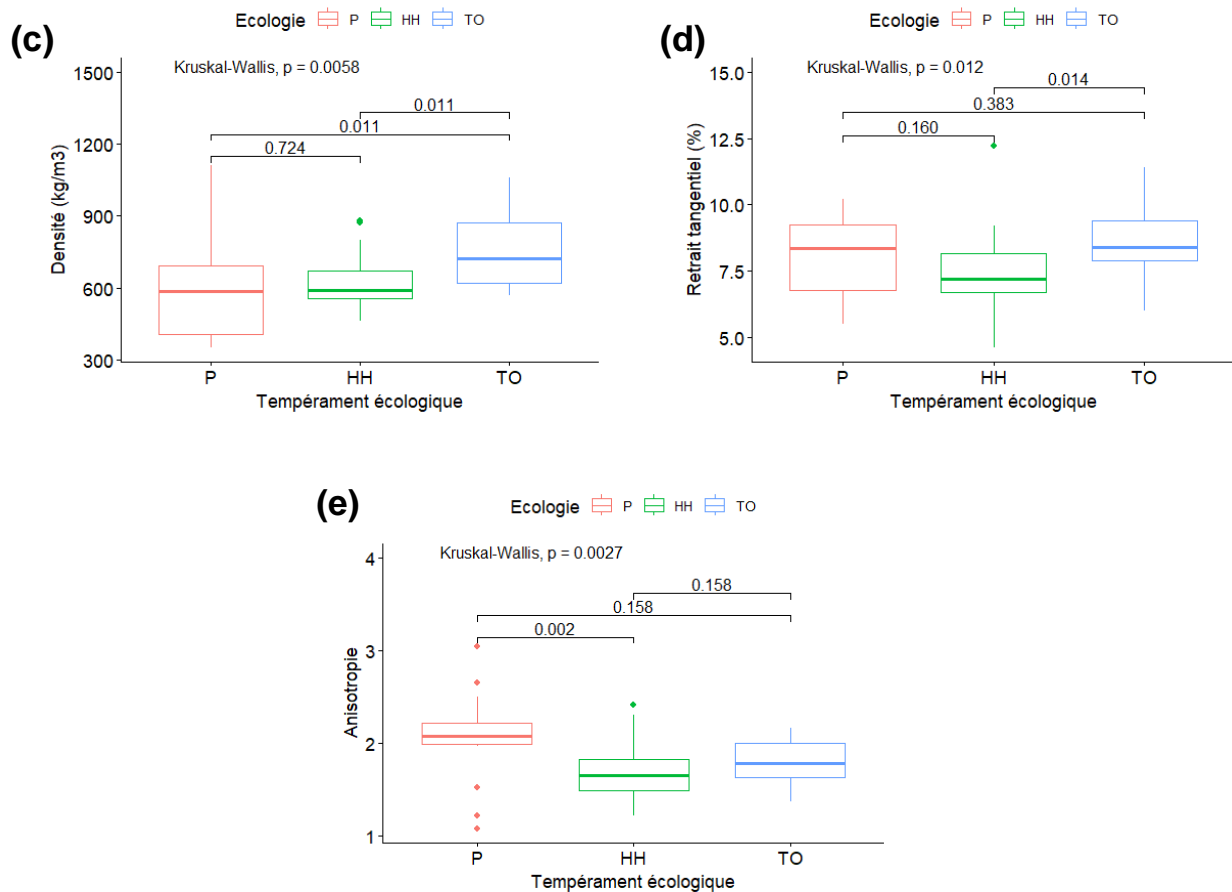 Ecologie P HH TO
(c)
Kruskal-Wallis, p = 0.0058
0.011
0.011
0.724
1500
1200
900
600
300
Densité (kg/m3)
P HH TO
Tempérament écologique
Ecologie P HH TO
(d)
Kruskal-Wallis, p = 0.012
0.014
0.383
0.160
15.0
12.5
10.0
7.5
5.0
Retrait tangentiel (%)
P HH TO
Tempérament écologique
Ecologie P HH TO
(e)
Kruskal-Wallis, p = 0.0027
0.158
0.158
0.002
4
3
2
1
Anisotropie
P HH TO
Tempérament écologique